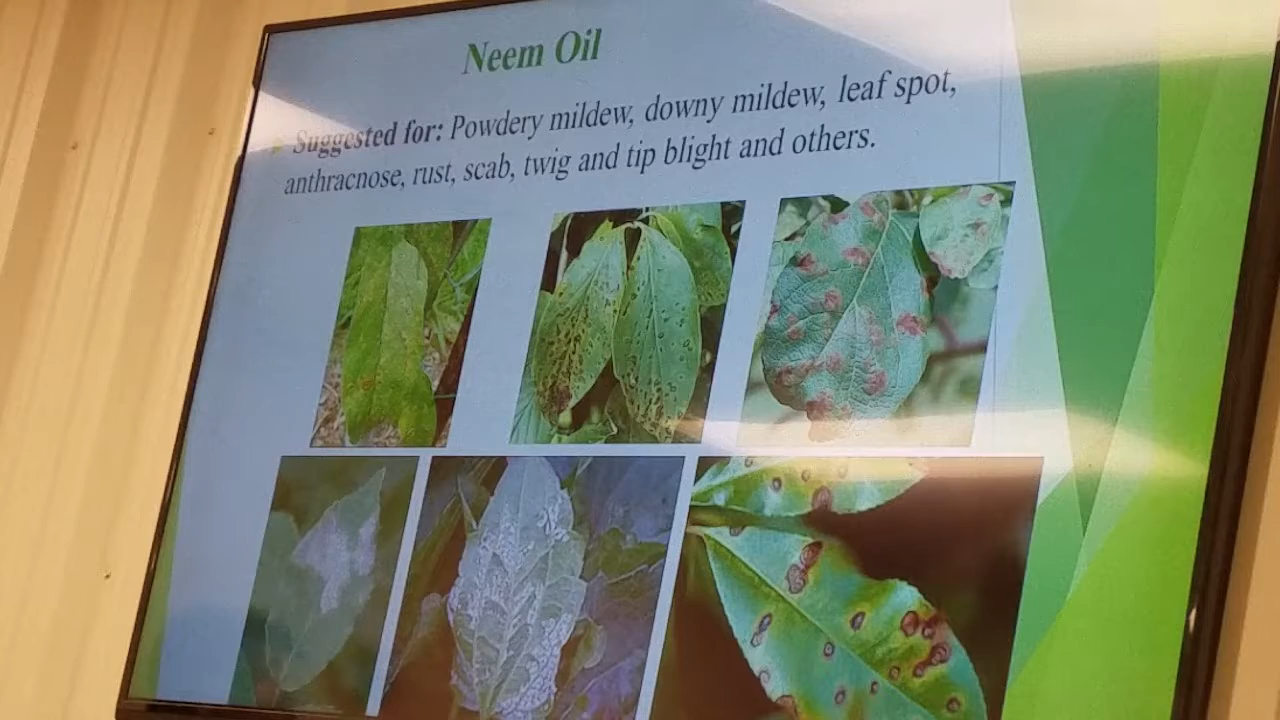 Neem Oil
Suggested for: Powdery mildew, downy mildew, leaf spot,
anthracnose, rust, scab, twig and tip blight and others.